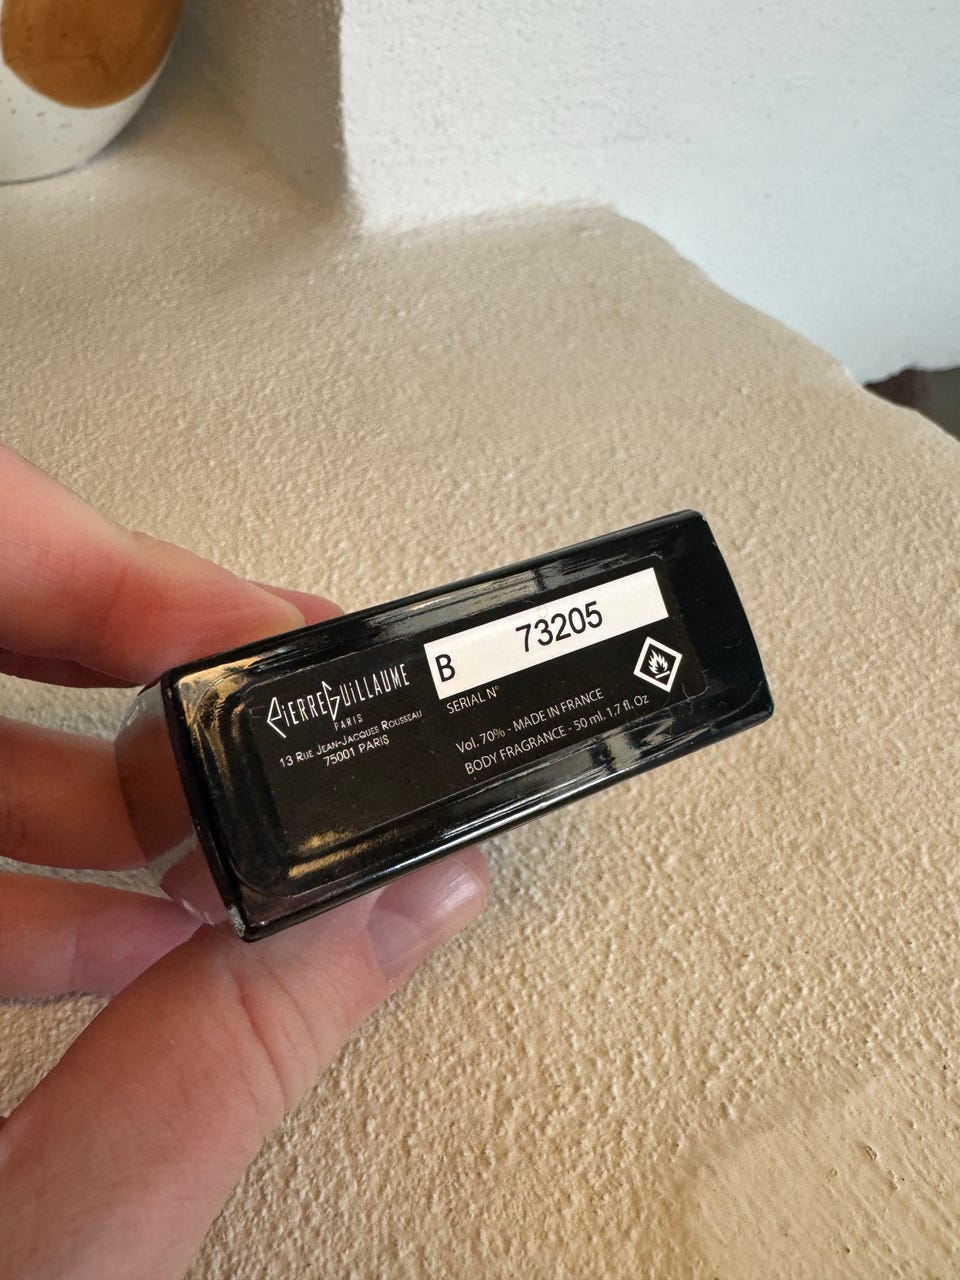 PIERREGUILLAUME
PARIS
13 RUE JEAN-JACQUES ROUSSEAU
75001 PARIS
B 73205
SERIAL N°
Vol. 70% - MADE IN FRANCE
BODY FRAGRANCE - 50 ml. 1,7 fl. Oz